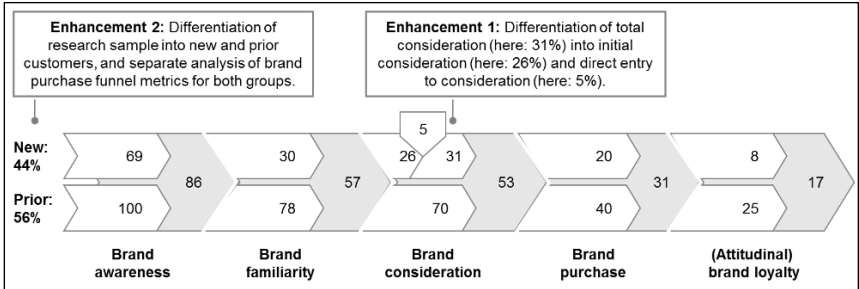 Enhancement 2: Differentiation of
research sample into new and prior
customers, and separate analysis of brand
purchase funnel metrics for both groups.
Enhancement 1: Differentiation of total
consideration (here: 31%) into initial
consideration (here: 26%) and direct entry
to consideration (here: 5%).
5
New:
44%
69
30
26 31
20
8
86
57
53
31
17
Prior:
56%
100
78
70
40
25
Brand
awareness
Brand
familiarity
Brand
consideration
Brand
purchase
(Attitudinal)
brand loyalty